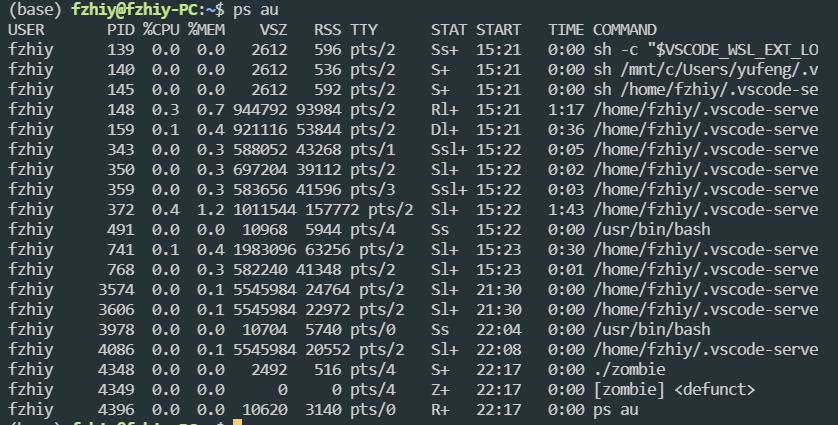 (base) fzhiy@fzhiy-PC:~$ ps au
USER PID %CPU %MEM VSZ RSS TTY STAT START TIME COMMAND
fzhiy 139 0.0 0.0 2612 596 pts/2 Ss+ 15:21 0:00 sh -c "$VSCODE_WSL_EXT_LO
fzhiy 140 0.0 0.0 2612 536 pts/2 S+ 15:21 0:00 sh /mnt/c/Users/yufeng/.v
fzhiy 145 0.0 0.0 2612 592 pts/2 S+ 15:21 0:00 sh /home/fzhiy/.vscode-se
fzhiy 148 0.3 0.7 944792 93984 pts/2 Rl+ 15:21 1:17 /home/fzhiy/.vscode-serve
fzhiy 159 0.1 0.4 921116 53844 pts/2 Dl+ 15:21 0:36 /home/fzhiy/.vscode-serve
fzhiy 343 0.0 0.3 588052 43268 pts/1 Ssl+ 15:22 0:05 /home/fzhiy/.vscode-serve
fzhiy 350 0.0 0.3 697204 39112 pts/2 Sl+ 15:22 0:02 /home/fzhiy/.vscode-serve
fzhiy 359 0.0 0.3 583656 41596 pts/3 Ssl+ 15:22 0:03 /home/fzhiy/.vscode-serve
fzhiy 372 0.4 1.2 1011544 157772 pts/2 Sl+ 15:22 1:43 /home/fzhiy/.vscode-serve
fzhiy 491 0.0 0.0 10968 5944 pts/4 Ss 15:22 0:00 /usr/bin/bash
fzhiy 741 0.1 0.4 1983096 63256 pts/2 Sl+ 15:23 0:30 /home/fzhiy/.vscode-serve
fzhiy 768 0.0 0.3 582240 41348 pts/2 Sl+ 15:23 0:01 /home/fzhiy/.vscode-serve
fzhiy 3574 0.0 0.1 5545984 24764 pts/2 Sl+ 21:30 0:00 /home/fzhiy/.vscode-serve
fzhiy 3606 0.0 0.1 5545984 22972 pts/2 Sl+ 21:30 0:00 /home/fzhiy/.vscode-serve
fzhiy 3978 0.0 0.0 10704 5740 pts/0 Ss 22:04 0:00 /usr/bin/bash
fzhiy 4086 0.0 0.1 5545984 20552 pts/2 Sl+ 22:08 0:00 /home/fzhiy/.vscode-serve
fzhiy 4348 0.0 0.0 2492 516 pts/4 S+ 22:17 0:00 ./zombie
fzhiy 4349 0.0 0.0 0 0 pts/4 Z+ 22:17 0:00 [zombie] <defunct>
fzhiy 4396 0.0 0.0 10620 3140 pts/0 R+ 22:17 0:00 ps au